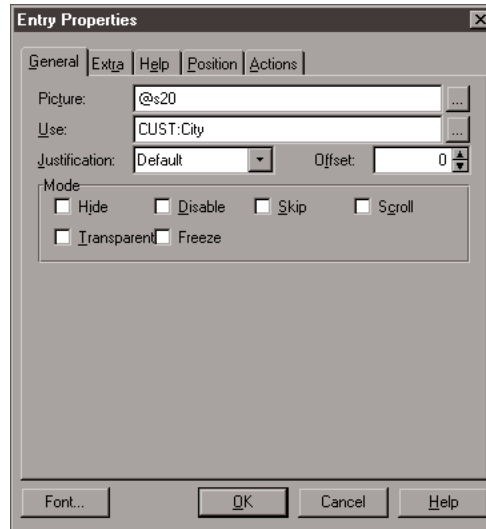 Entry Properties
General Extra Help Position Actions
Picture: @s20 ...
Use: CUST:City ...
Justification: Default Offset: 0
Mode
Hide Disable Skip Scroll
Transparent Freeze
Font... OK Cancel Help